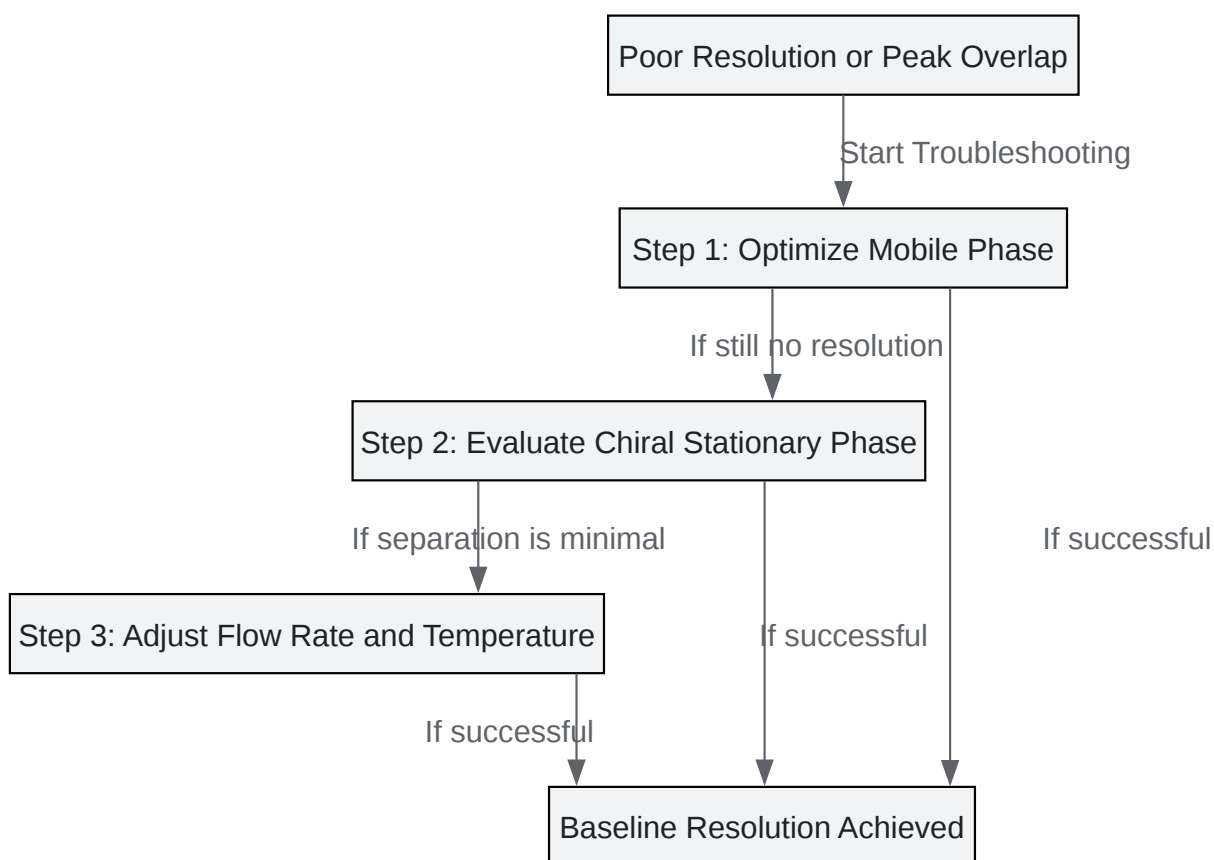 Poor Resolution or Peak Overlap
Start Troubleshooting
Step 1: Optimize Mobile Phase
If still no resolution
Step 2: Evaluate Chiral Stationary Phase
If separation is minimal
If successful
Step 3: Adjust Flow Rate and Temperature
If successful
If successful
Baseline Resolution Achieved